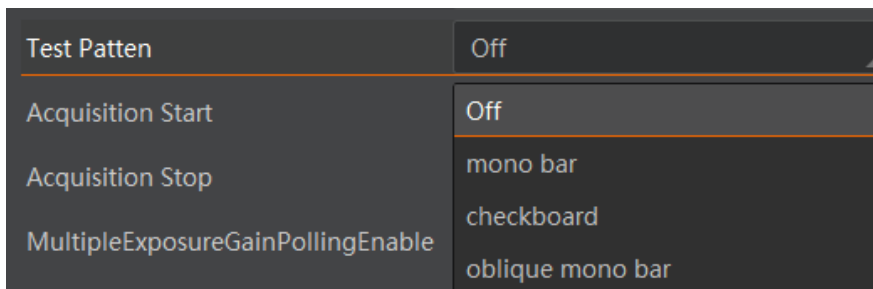 Test Patten
Off
Acquisition Start
Off
Acquisition Stop
mono bar
checkboard
MultipleExposureGainPollingEnable
oblique mono bar